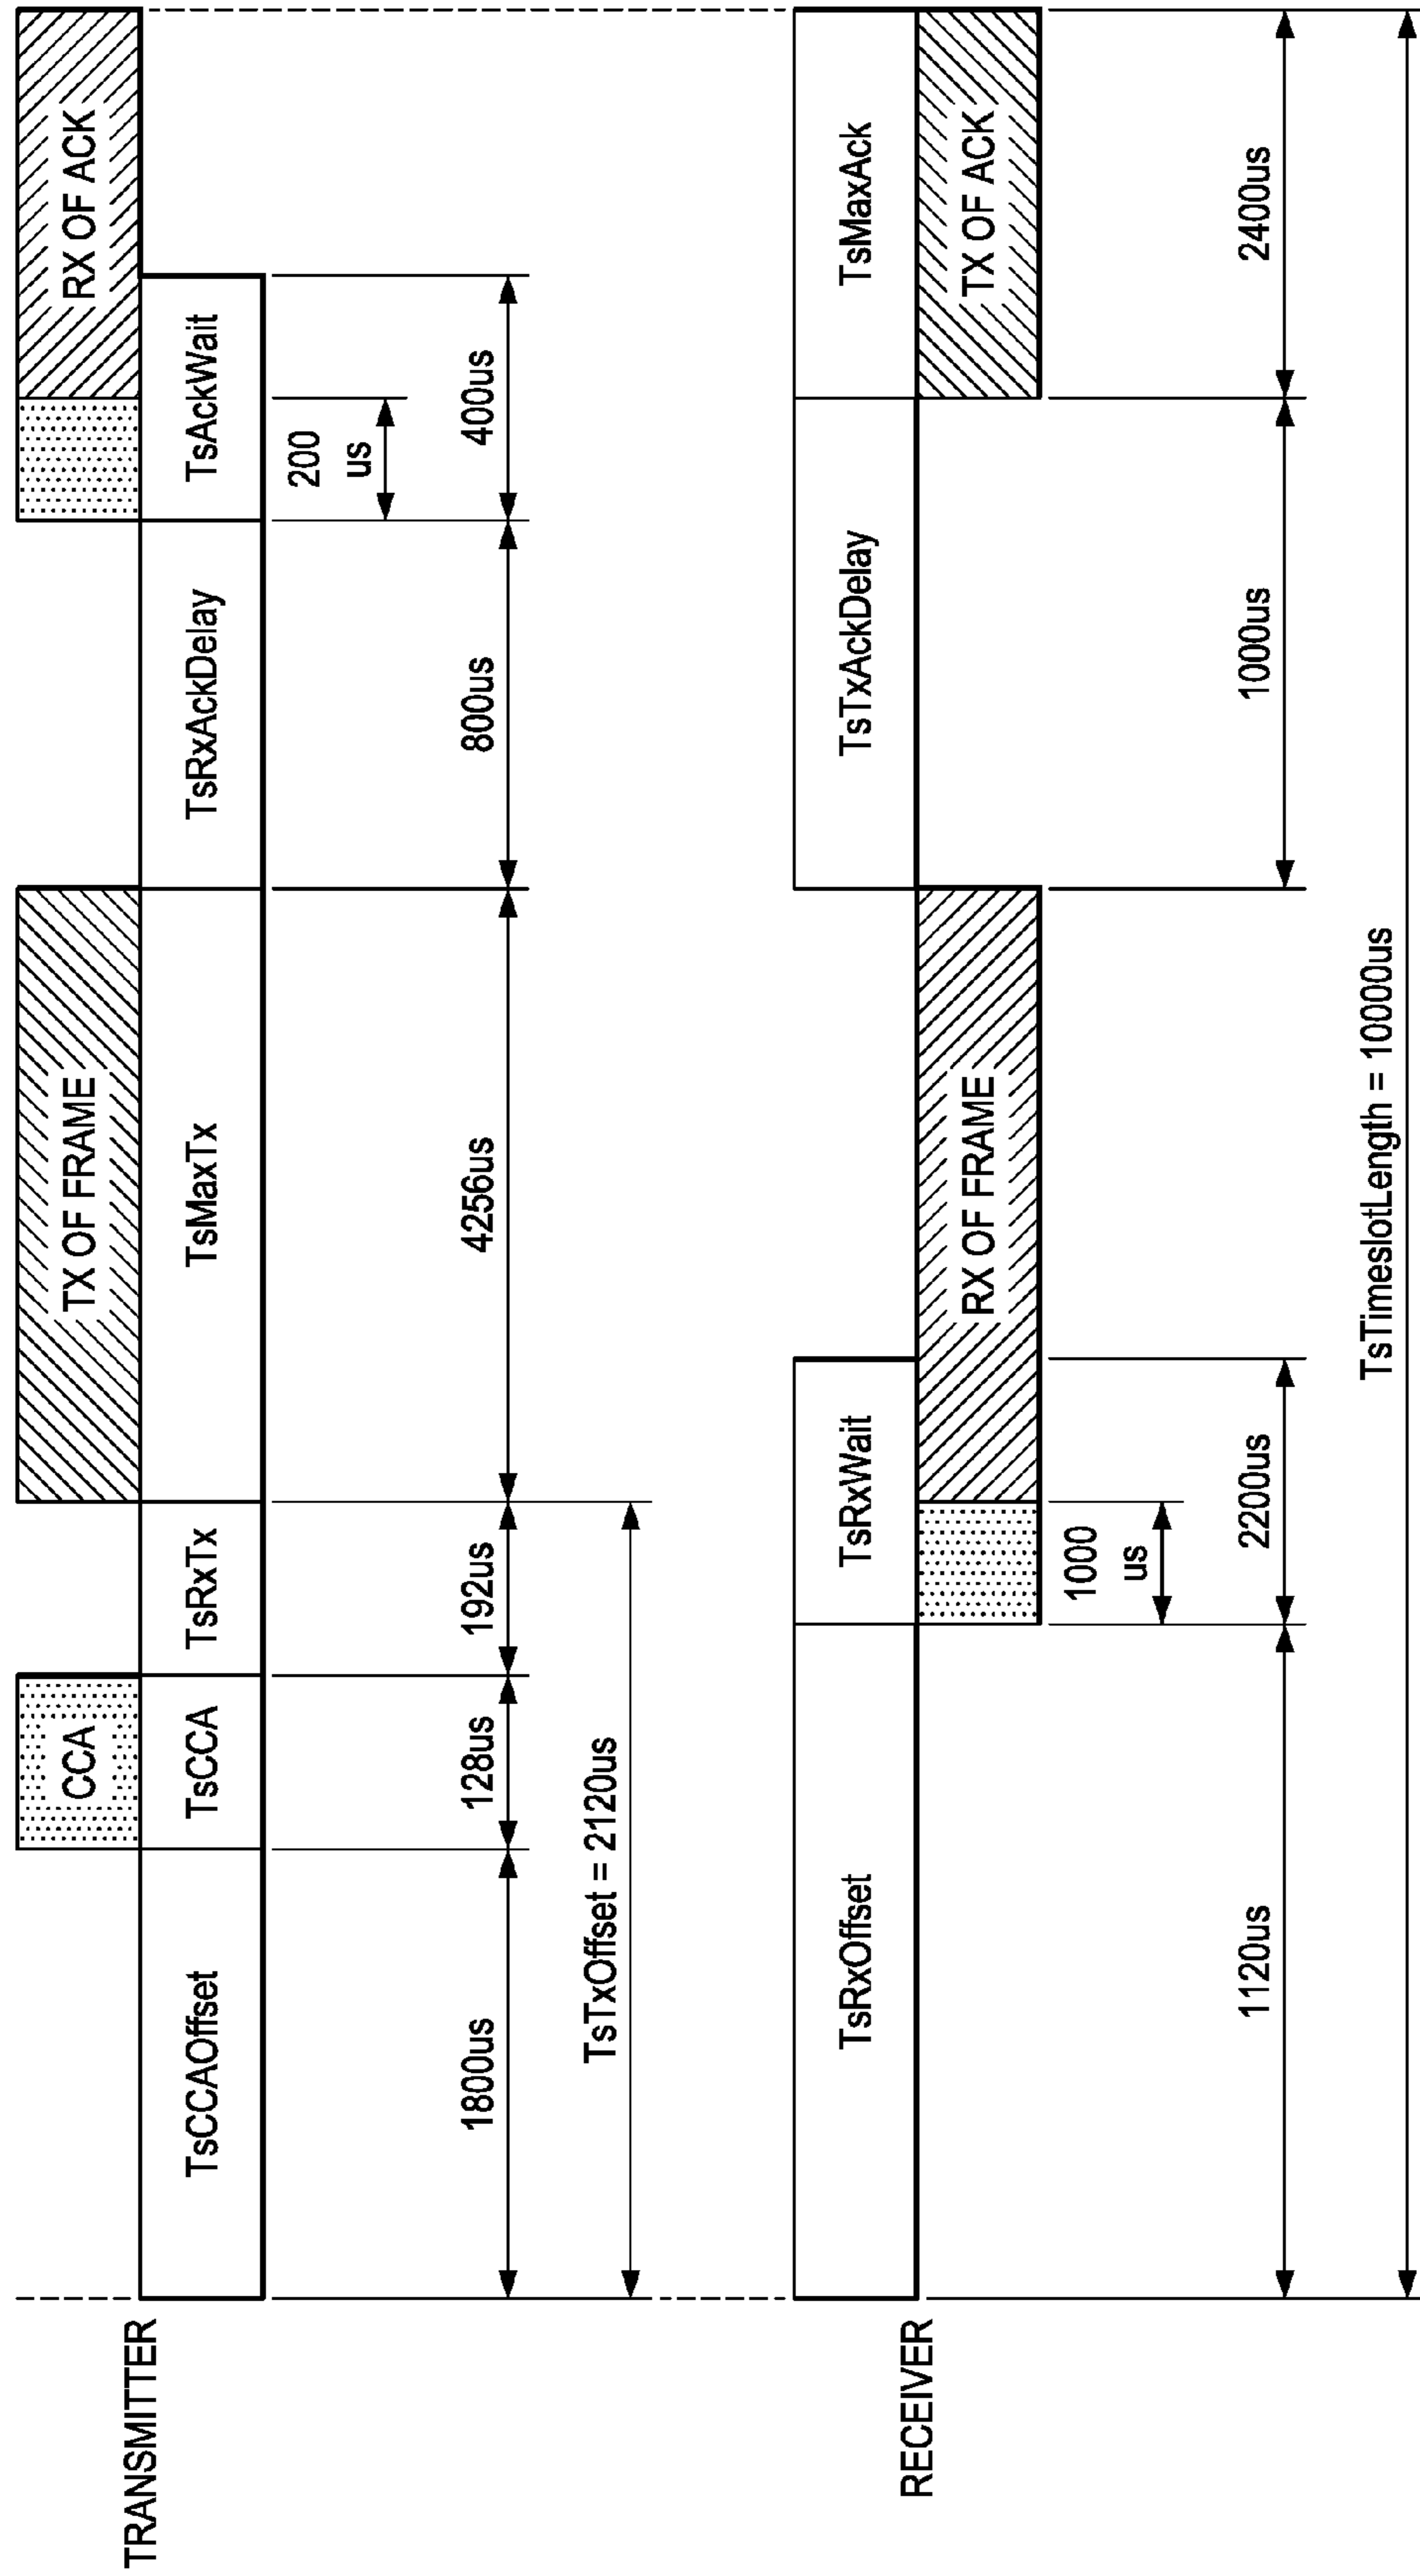 TRANSMITTER
CCA
TX OF FRAME
RX OF ACK
TsCCAOffset
TsCCA
TsRxTx
TsMaxTx
TsRxAckDelay
TsAckWait
200
us
1800us
128us
192us
4256us
800us
400us
TsTxOffset = 2120us
RECEIVER
TsRxOffset
TsRxWait
TsTxAckDelay
TsMaxAck
RX OF FRAME
TX OF ACK
1000
us
1120us
2200us
1000us
2400us
TsTimeslotLength = 10000us